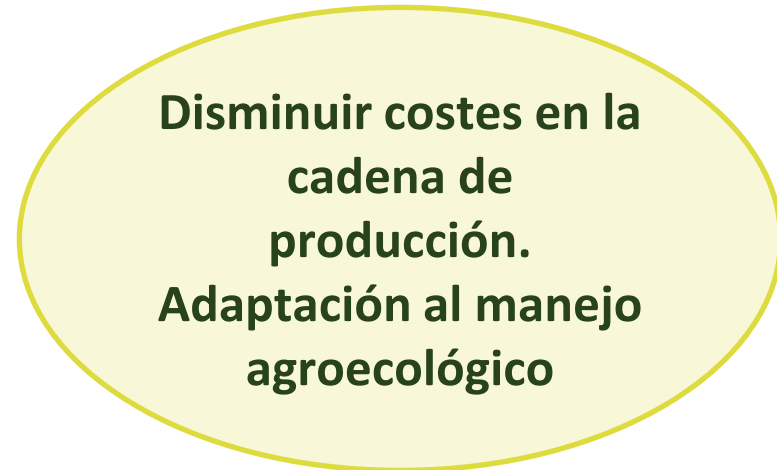 Disminuir costes en la
cadena de
producción.
Adaptación al manejo
agroecológico